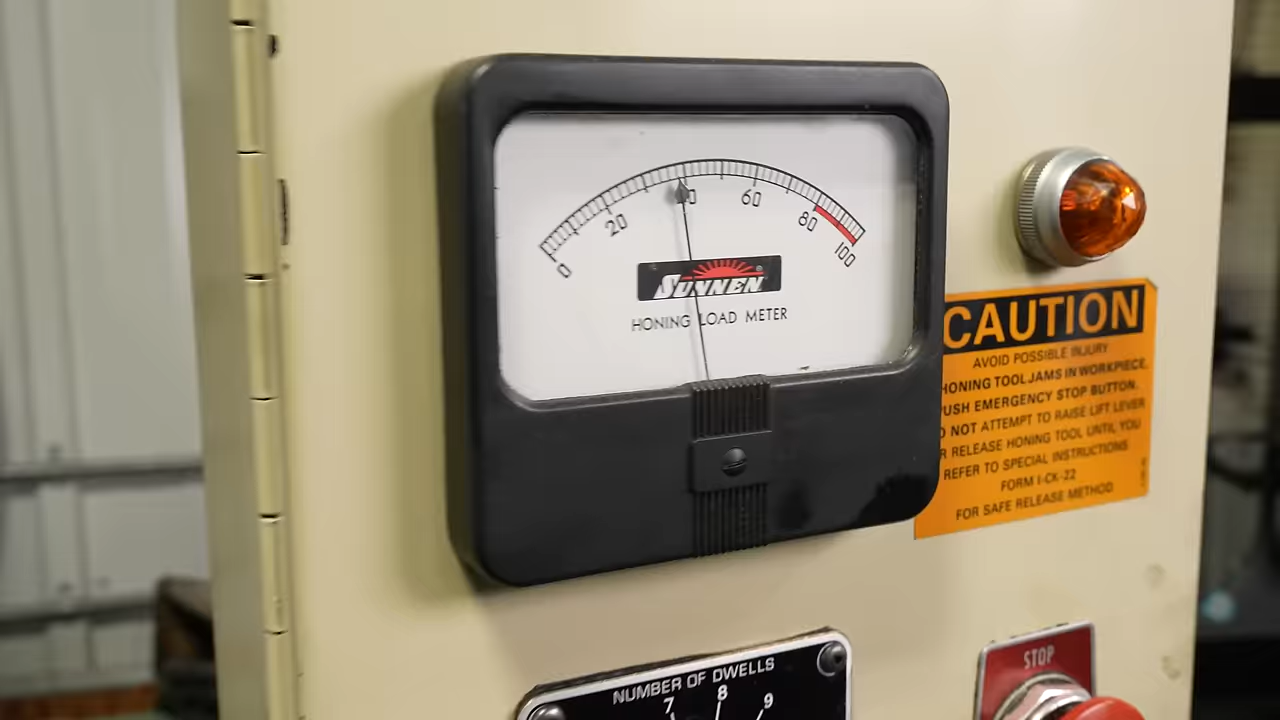 0 20 60 80 100
SUNNEN®
HONING LOAD METER
CAUTION
AVOID POSSIBLE INJURY
HONING TOOL JAMS IN WORKPIECE,
PUSH EMERGENCY STOP BUTTON.
DO NOT ATTEMPT TO RAISE LIFT LEVER
OR RELEASE HONING TOOL UNTIL YOU
REFER TO SPECIAL INSTRUCTIONS
FORM I-CK-22
FOR SAFE RELEASE METHOD
NUMBER OF DWELLS
7 8 9
STOP